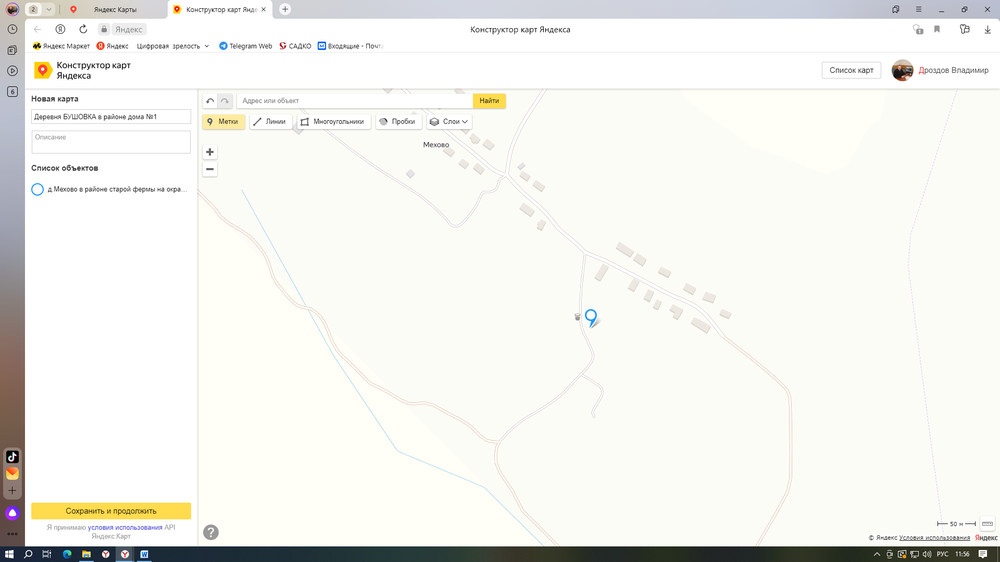 2
Яндекс Карты
Конструктор карт Янде
Яндекс
Конструктор карт Яндекса
1
Яндекс Маркет
Яндекс
Цифровая зрелость
Telegram Web
САДКО
Входящие - Почта
6
Конструктор карт
Яндекса
Список карт
Дроздов Владимир
Новая карта
Деревня БУШОВКА в районе дома №1
Описание
Список объектов
д.Мехово в районе старой фермы на окра…
Адрес или объект
Найти
Метки
Линии
Многоугольники
Пробки
Слои
Мехово
Сохранить и продолжить
Я принимаю условия использования API
Яндекс.Карт
?
50 м
© Яндекс Условия использования Яндекс
РУС
11:56